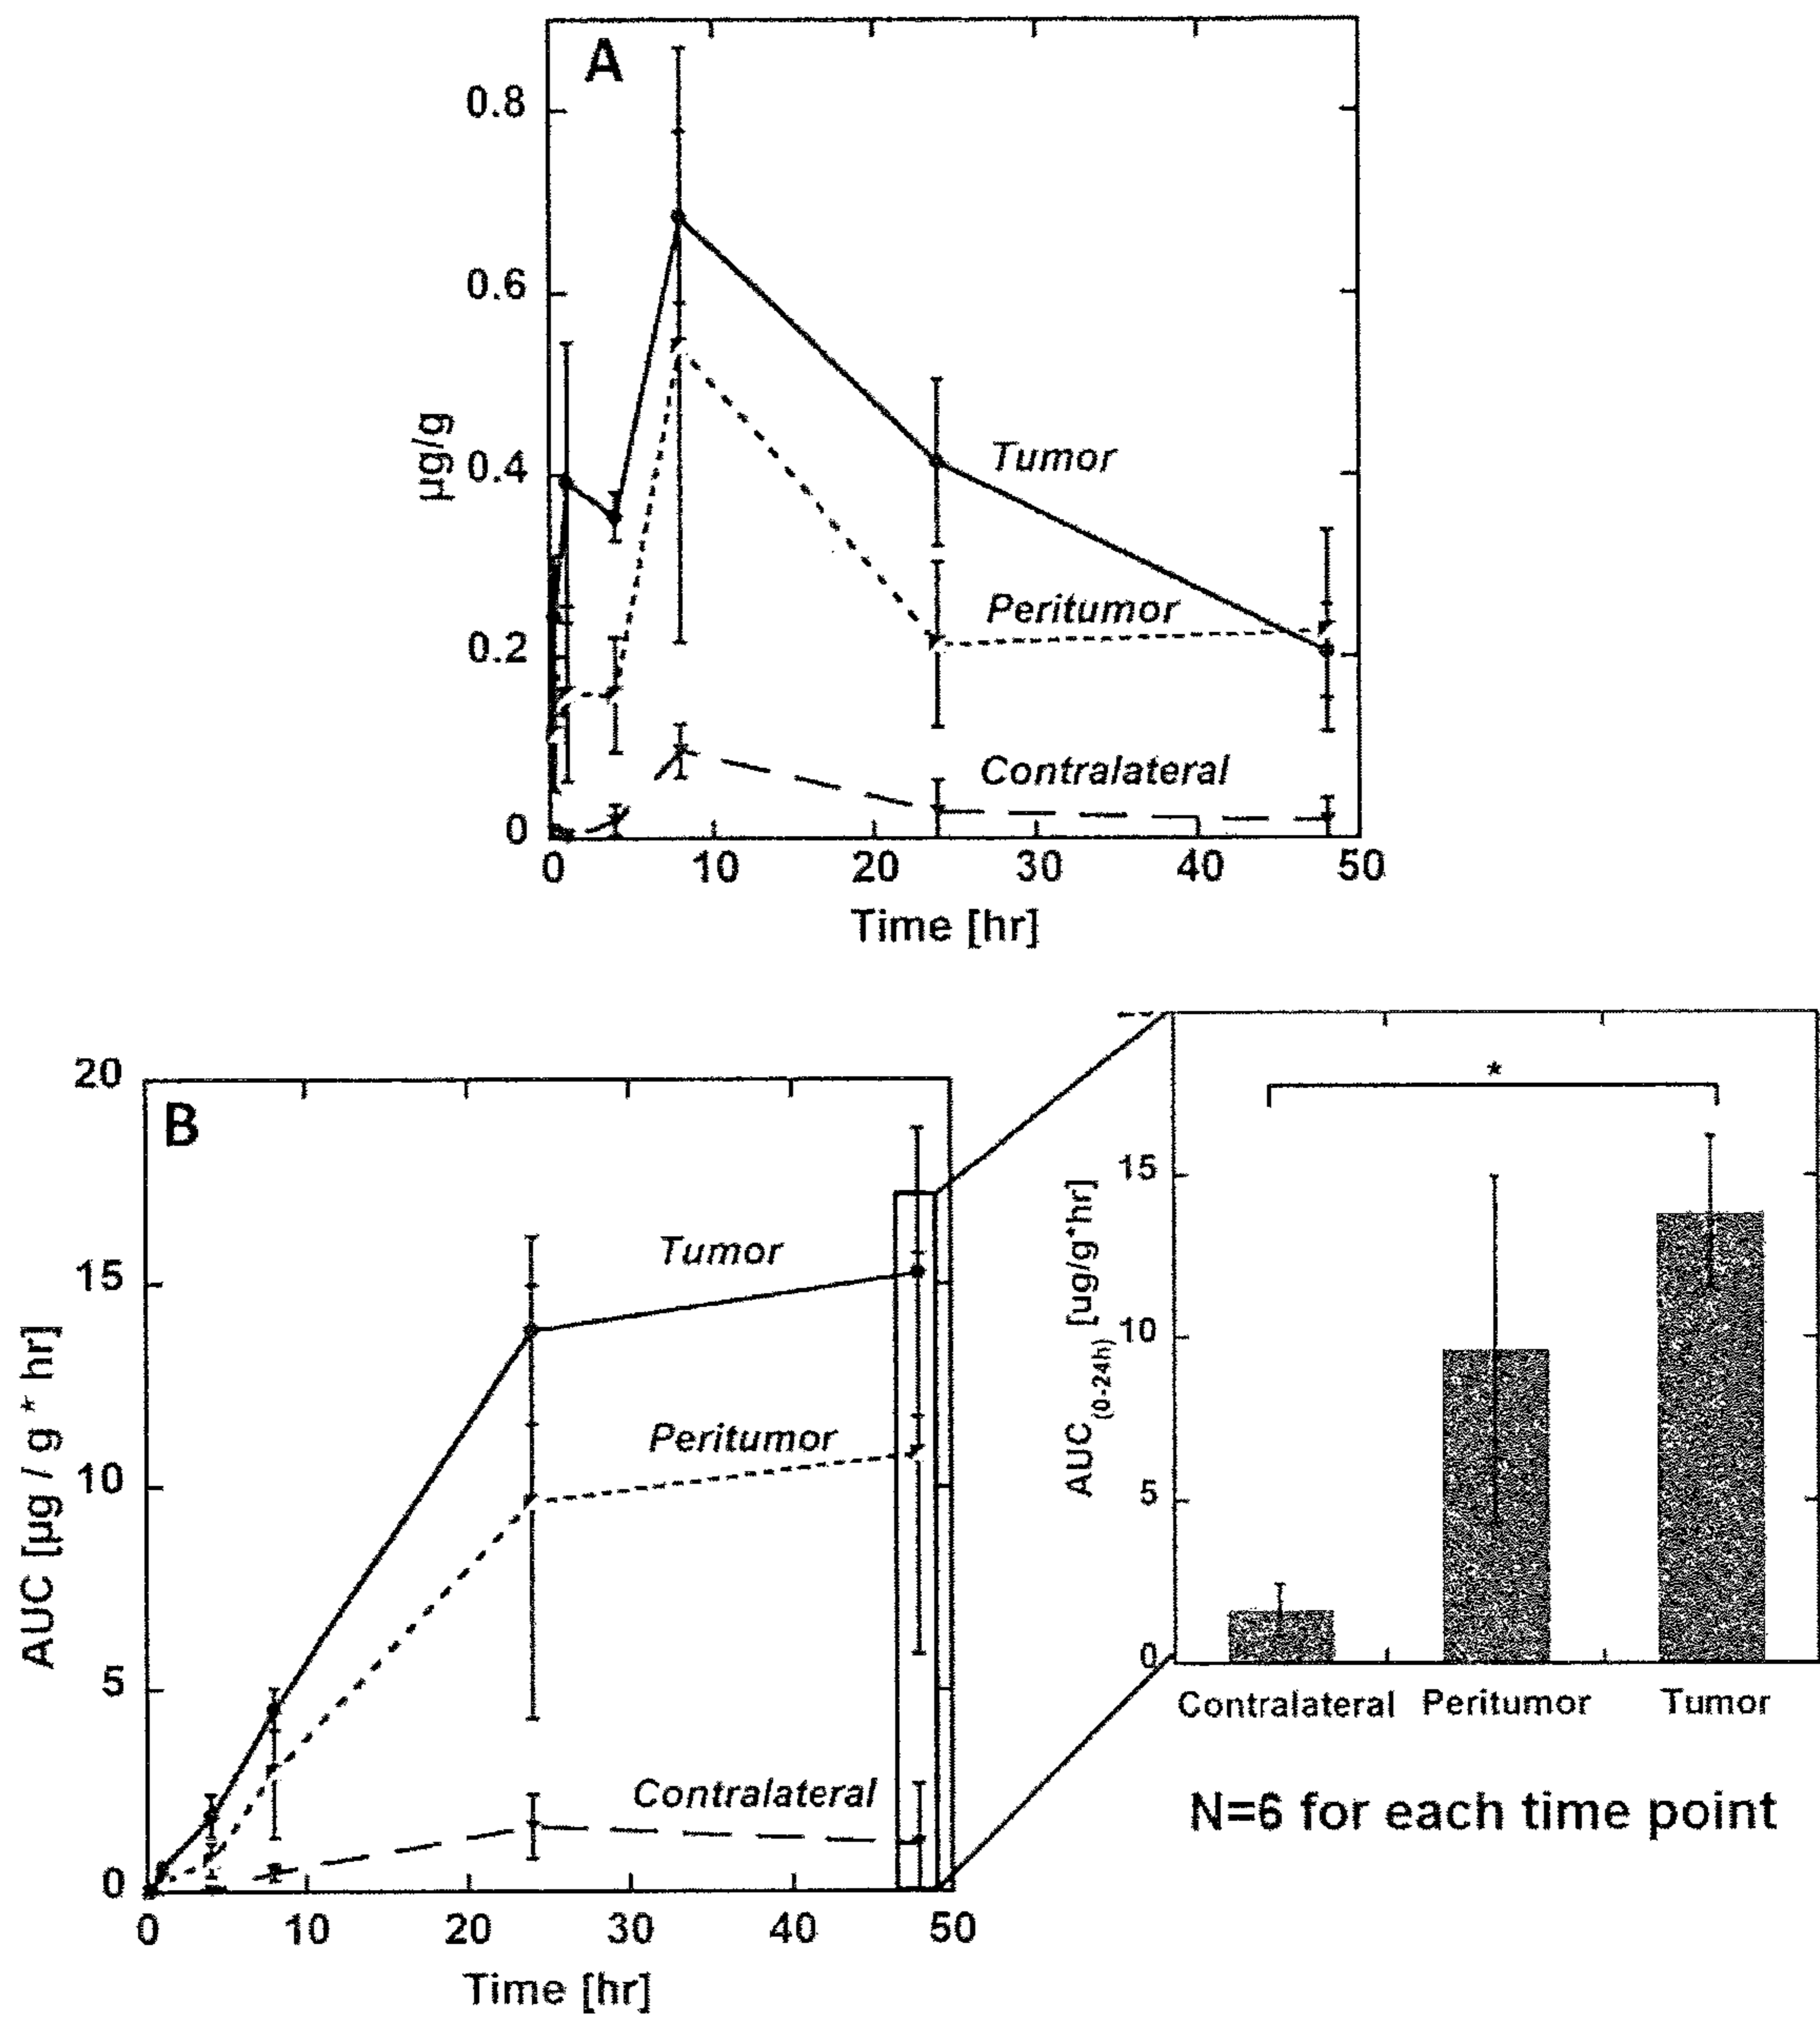 A
0.8
0.6
0.4
0.2
0
µg/g
Tumor
Peritumor
Contralateral
0 10 20 30 40 50
Time [hr]
B
20
15
10
5
0
AUC [µg / g * hr]
Tumor
Peritumor
Contralateral
0 10 20 30 40 50
Time [hr]
*
15
10
5
0
AUC(0-24h) [ug/g*hr]
Contralateral Peritumor Tumor
N=6 for each time point